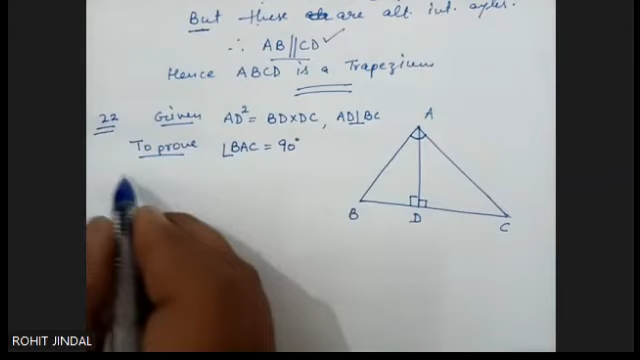 But these are alt. int. angles.
∴ AB||CD ✓
Hence ABCD is a Trapezium
22 Given AD² = BD×DC, AD⊥BC
To prove ∠BAC = 90°
A
B
D
C
ROHIT JINDAL